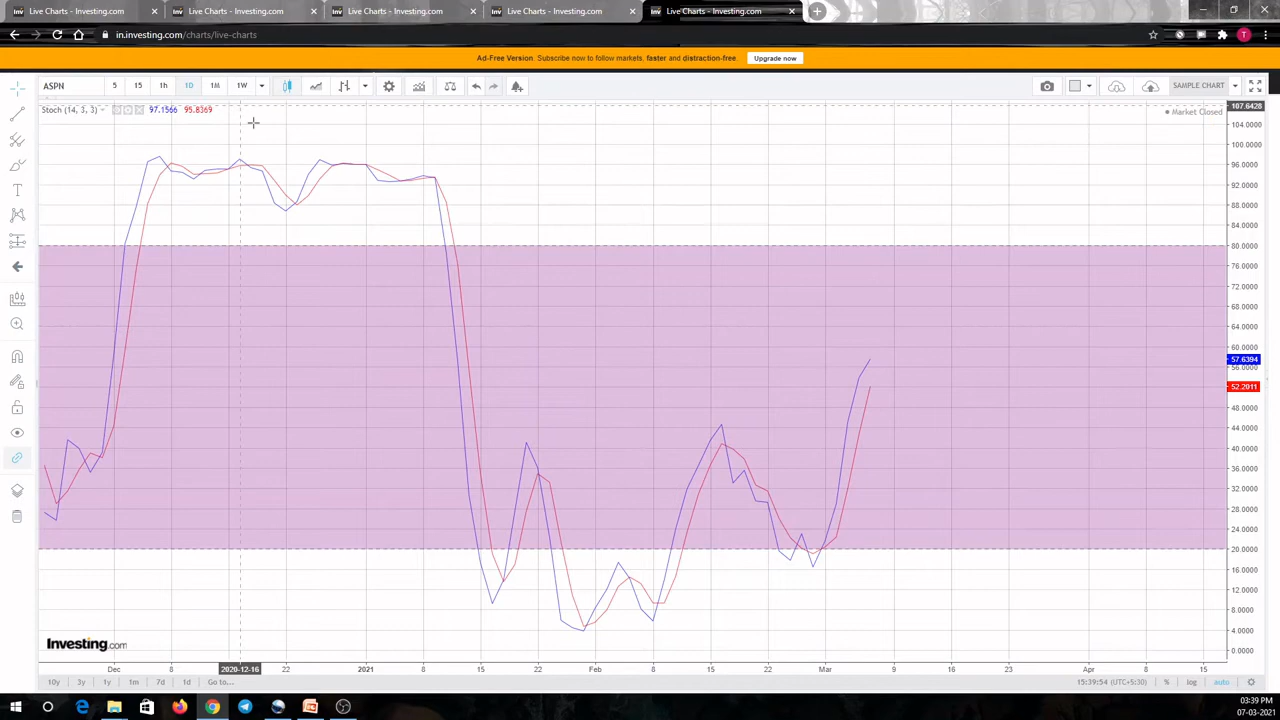 Live Charts - Investing.com
Live Charts - Investing.com
Live Charts - Investing.com
Live Charts - Investing.com
Live Charts - Investing.com
in.investing.com/charts/live-charts
Ad-Free Version. Subscribe now to follow markets, faster and distraction-free. Upgrade now
ASPN 5 15 1h 1D 1M 1W SAMPLE CHART
Stoch (14, 3, 3) 97.1566 95.8369
Market Closed
107.6428
104.0000
100.0000
96.0000
92.0000
88.0000
84.0000
80.0000
76.0000
72.0000
68.0000
64.0000
60.0000
57.6394
56.0000
52.2011
48.0000
44.0000
40.0000
36.0000
32.0000
28.0000
24.0000
20.0000
16.0000
12.0000
8.0000
4.0000
0.0000
Investing.com
Dec 8 2020-12-16 22 2021 8 15 22 Feb 8 15 22 Mar 9 16 23 Apr 8 15
10y 3y 1y 1m 7d 1d Go to... 15:39:54 (UTC+5:30) % log auto
03:39 PM
07-03-2021